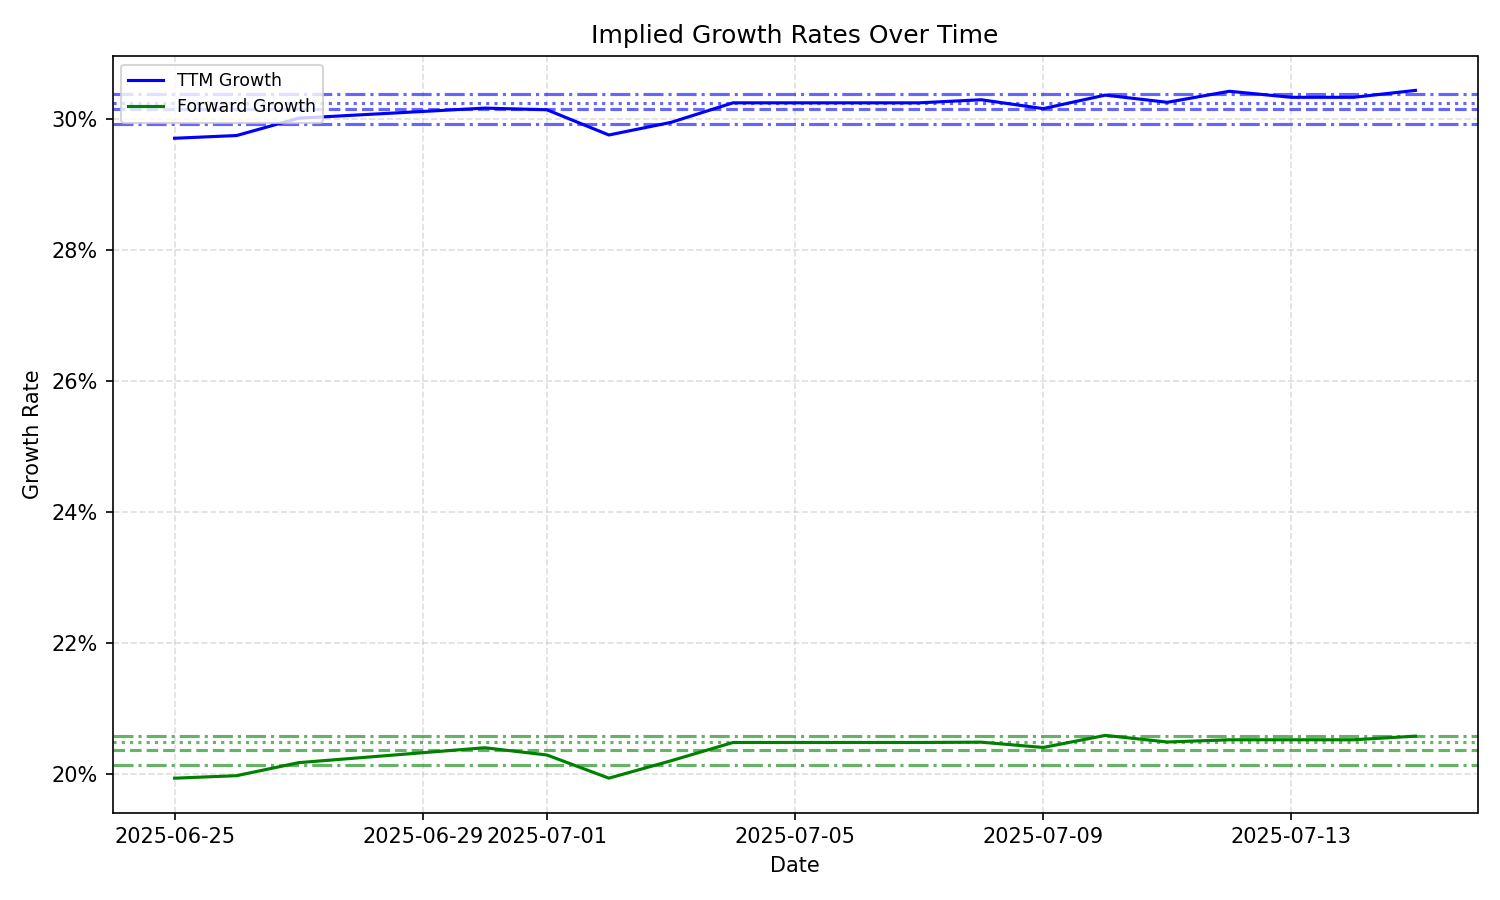 Implied Growth Rates Over Time
TTM Growth
Forward Growth
30%
28%
26%
24%
22%
20%
Growth Rate
2025-06-25 2025-06-29 2025-07-01 2025-07-05 2025-07-09 2025-07-13
Date